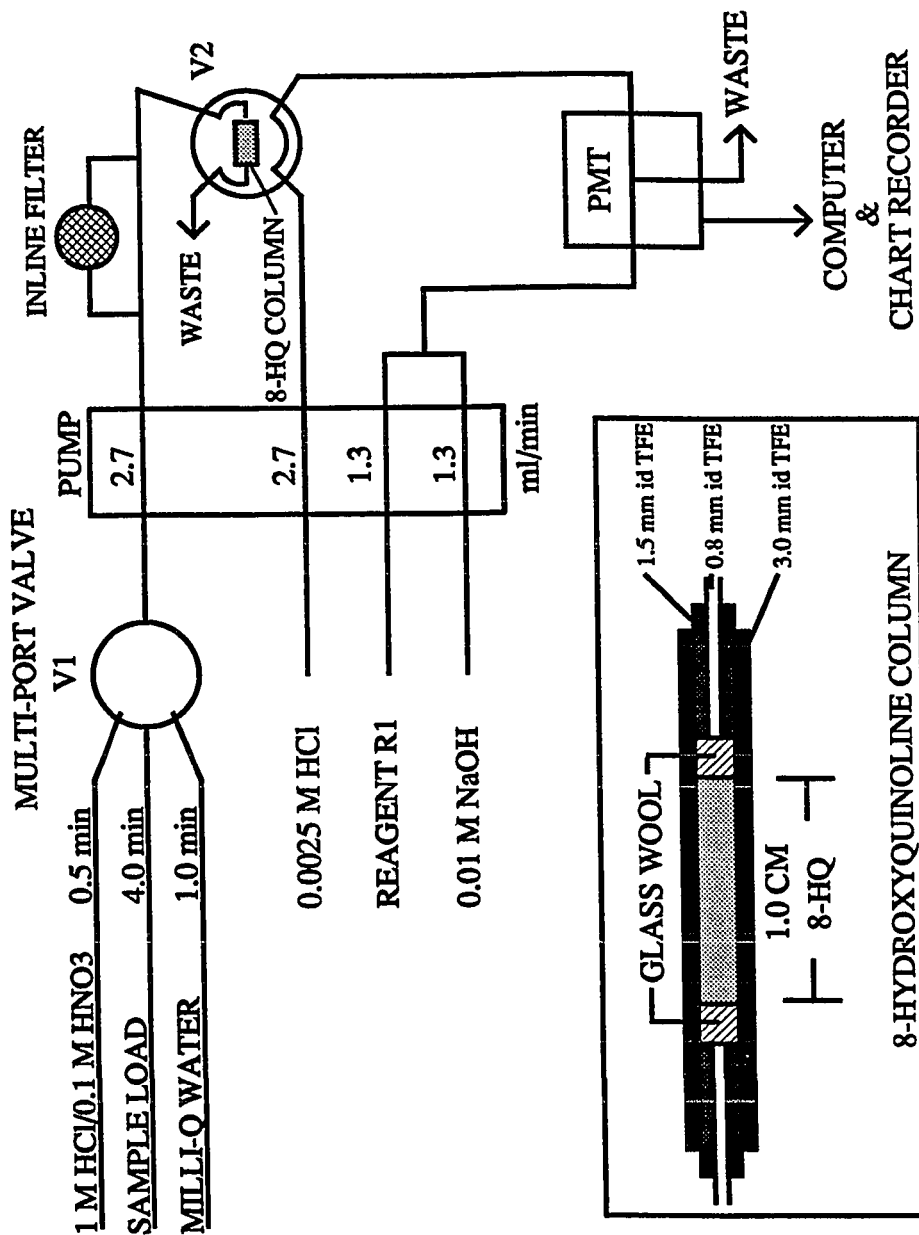 MULTI-PORT VALVE
V1
1 M HCl/0.1 M HNO3 0.5 min
SAMPLE LOAD 4.0 min
MILLI-Q WATER 1.0 min
0.0025 M HCl
REAGENT R1
0.01 M NaOH
PUMP
2.7
2.7
1.3
1.3
ml/min
INLINE FILTER
WASTE
8-HQ COLUMN
V2
PMT
WASTE
COMPUTER
&
CHART RECORDER
GLASS WOOL
1.5 mm id TFE
0.8 mm id TFE
3.0 mm id TFE
1.0 CM
8-HQ
8-HYDROXYQUINOLINE COLUMN